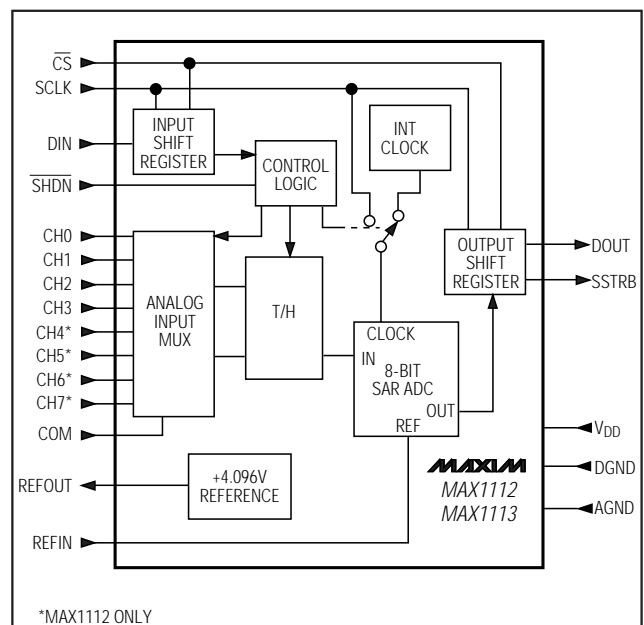 CS
SCLK
DIN
SHDN
CH0
CH1
CH2
CH3
CH4*
CH5*
CH6*
CH7*
COM
REFOUT
REFIN
INPUT
SHIFT
REGISTER
CONTROL
LOGIC
INT
CLOCK
OUTPUT
SHIFT
REGISTER
DOUT
SSTRB
ANALOG
INPUT
MUX
T/H
CLOCK
IN
8-BIT
SAR ADC
OUT
REF
+4.096V
REFERENCE
MAXIM
MAX1112
MAX1113
VDD
DGND
AGND
*MAX1112 ONLY